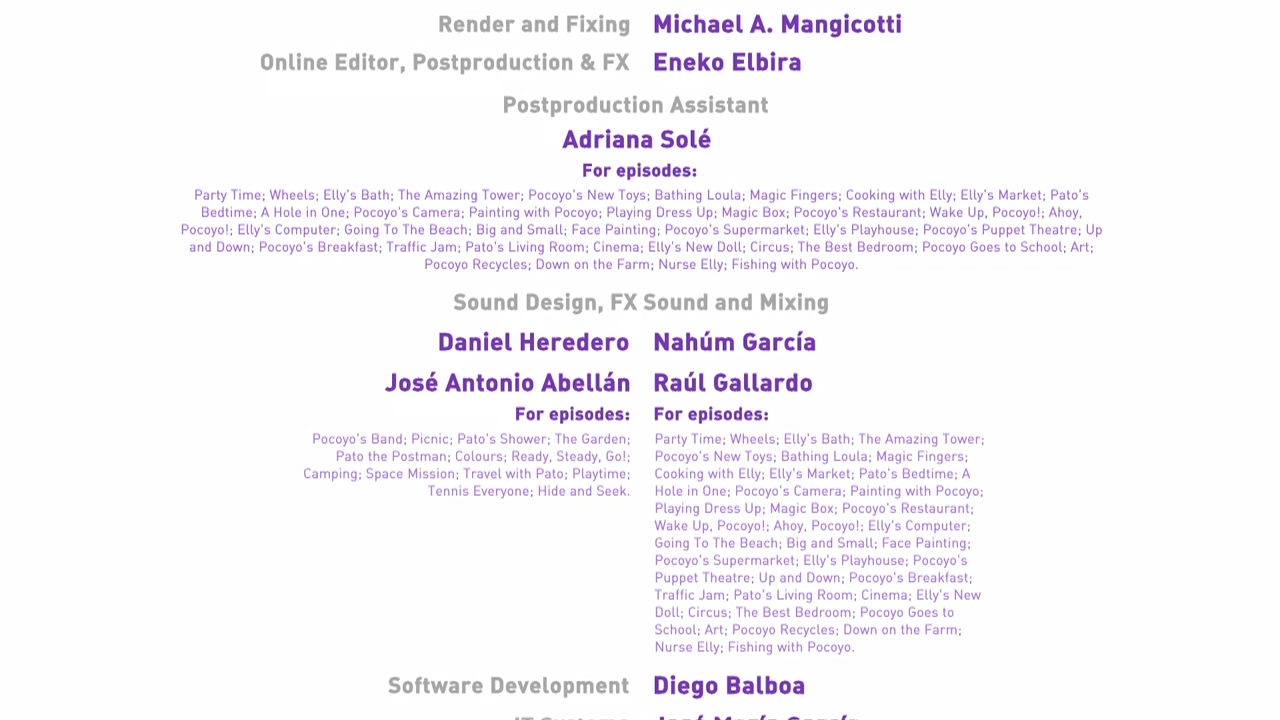 Render and Fixing Michael A. Mangicotti
Online Editor, Postproduction & FX Eneko Elbira
Postproduction Assistant
Adriana Solé
For episodes:
Party Time; Wheels; Elly's Bath; The Amazing Tower; Pocoyo's New Toys; Bathing Loula; Magic Fingers; Cooking with Elly; Elly's Market; Pato's
Bedtime; A Hole in One; Pocoyo's Camera; Painting with Pocoyo; Playing Dress Up; Magic Box; Pocoyo's Restaurant; Wake Up, Pocoyo!; Ahoy,
Pocoyo!; Elly's Computer; Going To The Beach; Big and Small; Face Painting; Pocoyo's Supermarket; Elly's Playhouse; Pocoyo's Puppet Theatre; Up
and Down; Pocoyo's Breakfast; Traffic Jam; Pato's Living Room; Cinema; Elly's New Doll; Circus; The Best Bedroom; Pocoyo Goes to School; Art;
Pocoyo Recycles; Down on the Farm; Nurse Elly; Fishing with Pocoyo.
Sound Design, FX Sound and Mixing
Daniel Heredero Nahúm García
José Antonio Abellán Raúl Gallardo
For episodes:
Pocoyo's Band; Picnic; Pato's Shower; The Garden;
Pato the Postman; Colours; Ready, Steady, Go!;
Camping; Space Mission; Travel with Pato; Playtime;
Tennis Everyone; Hide and Seek.
For episodes:
Party Time; Wheels; Elly's Bath; The Amazing Tower;
Pocoyo's New Toys; Bathing Loula; Magic Fingers;
Cooking with Elly; Elly's Market; Pato's Bedtime; A
Hole in One; Pocoyo's Camera; Painting with Pocoyo;
Playing Dress Up; Magic Box; Pocoyo's Restaurant;
Wake Up, Pocoyo!; Ahoy, Pocoyo!; Elly's Computer;
Going To The Beach; Big and Small; Face Painting;
Pocoyo's Supermarket; Elly's Playhouse; Pocoyo's
Puppet Theatre; Up and Down; Pocoyo's Breakfast;
Traffic Jam; Pato's Living Room; Cinema; Elly's New
Doll; Circus; The Best Bedroom; Pocoyo Goes to
School; Art; Pocoyo Recycles; Down on the Farm;
Nurse Elly; Fishing with Pocoyo.
Software Development Diego Balboa